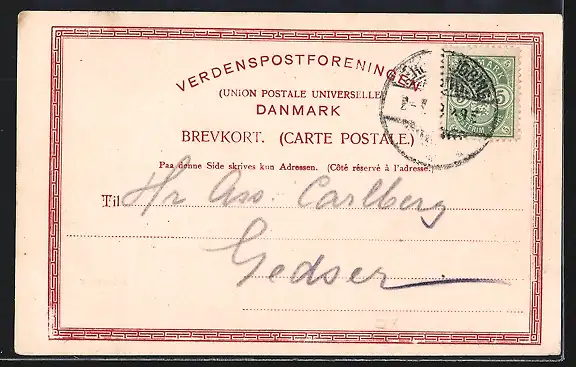 VERDENSPOSTFORENINGEN
(UNION POSTALE UNIVERSELLE)
DANMARK
BREVKORT. (CARTE POSTALE.)
Paa denne Side skrives kun Adressen. (Côté réservé à l'adresse.)
Til Hr Ass. Carlberg
Gedser